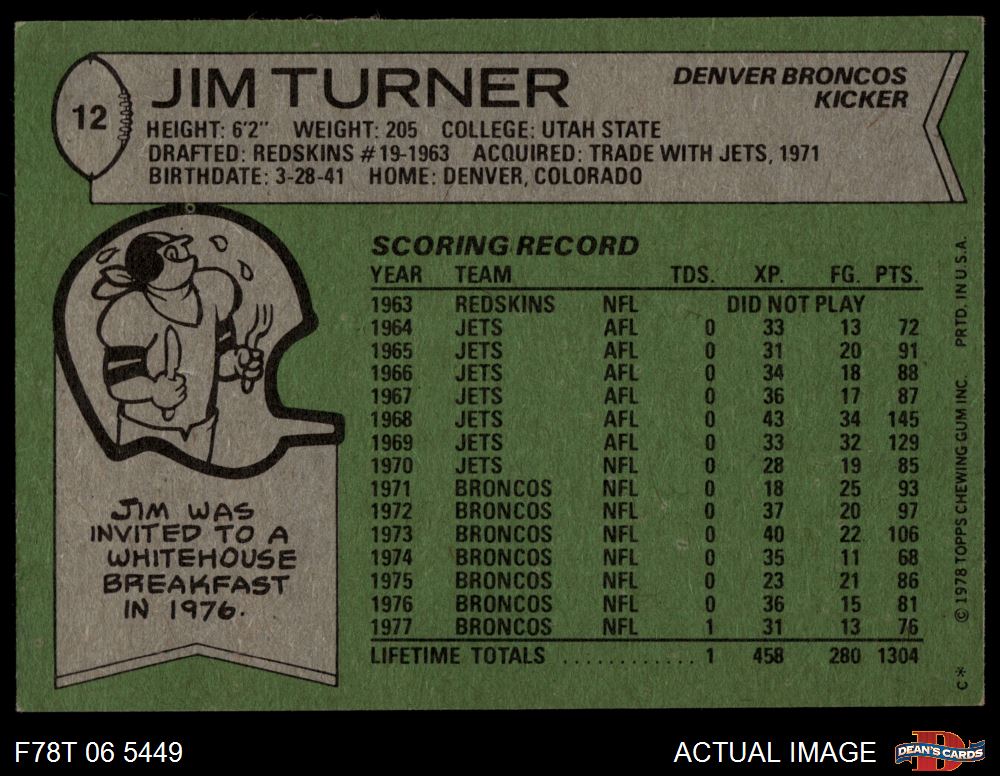 12
JIM TURNER
DENVER BRONCOS
KICKER
HEIGHT: 6'2" WEIGHT: 205 COLLEGE: UTAH STATE
DRAFTED: REDSKINS #19-1963 ACQUIRED: TRADE WITH JETS, 1971
BIRTHDATE: 3-28-41 HOME: DENVER, COLORADO
SCORING RECORD
YEAR TEAM TDS. XP. FG. PTS.
1963 REDSKINS NFL DID NOT PLAY
1964 JETS AFL 0 33 13 72
1965 JETS AFL 0 31 20 91
1966 JETS AFL 0 34 18 88
1967 JETS AFL 0 36 17 87
1968 JETS AFL 0 43 34 145
1969 JETS AFL 0 33 32 129
1970 JETS NFL 0 28 19 85
1971 BRONCOS NFL 0 18 25 93
1972 BRONCOS NFL 0 37 20 97
1973 BRONCOS NFL 0 40 22 106
1974 BRONCOS NFL 0 35 11 68
1975 BRONCOS NFL 0 23 21 86
1976 BRONCOS NFL 0 36 15 81
1977 BRONCOS NFL 1 31 13 76
LIFETIME TOTALS ............ 1 458 280 1304
JIM WAS
INVITED TO A
WHITEHOUSE
BREAKFAST
IN 1976.
C* © 1978 TOPPS CHEWING GUM INC. PRTD. IN U.S.A.
F78T 06 5449
ACTUAL IMAGE
DEAN'S CARDS